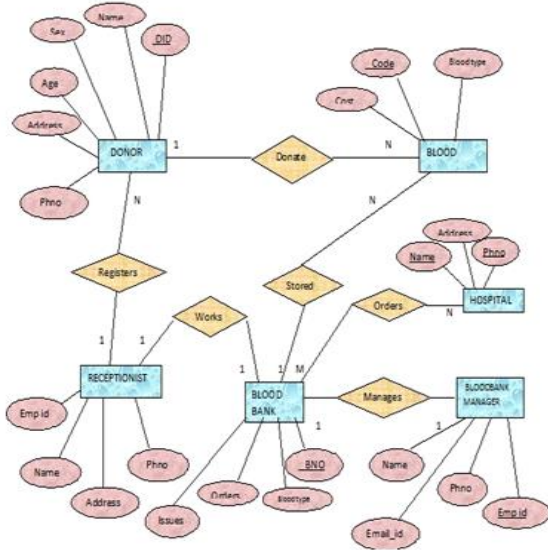 Name
Sex
DID
Age
Address
Phno
DONOR
1
Donate
N
BLOOD
Code
Bloodtype
Cost
N
N
Registers
Stored
Address
Name
Phno
HOSPITAL
Orders
N
Works
1
1
1
1
M
RECEPTIONIST
BLOOD
BANK
Manages
BLOODBANK
MANAGER
1
1
Emp id
Name
Address
Phno
Issues
Orders
Bloodtype
BNO
Name
Email_id
Phno
Emp id